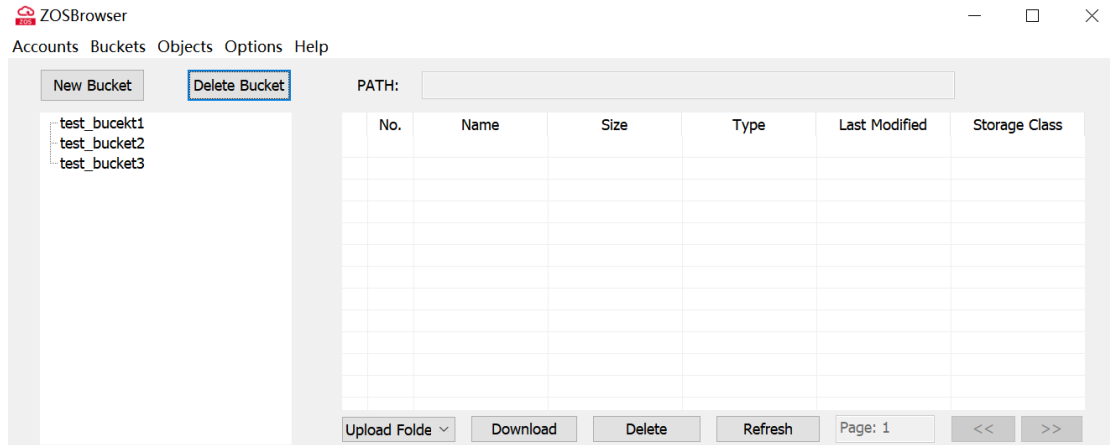 ZOS ZOSBrowser
Accounts Buckets Objects Options Help
New Bucket Delete Bucket PATH:
test_bucekt1
test_bucket2
test_bucket3
No. Name Size Type Last Modified Storage Class
Upload Folde Download Delete Refresh Page: 1 << >>